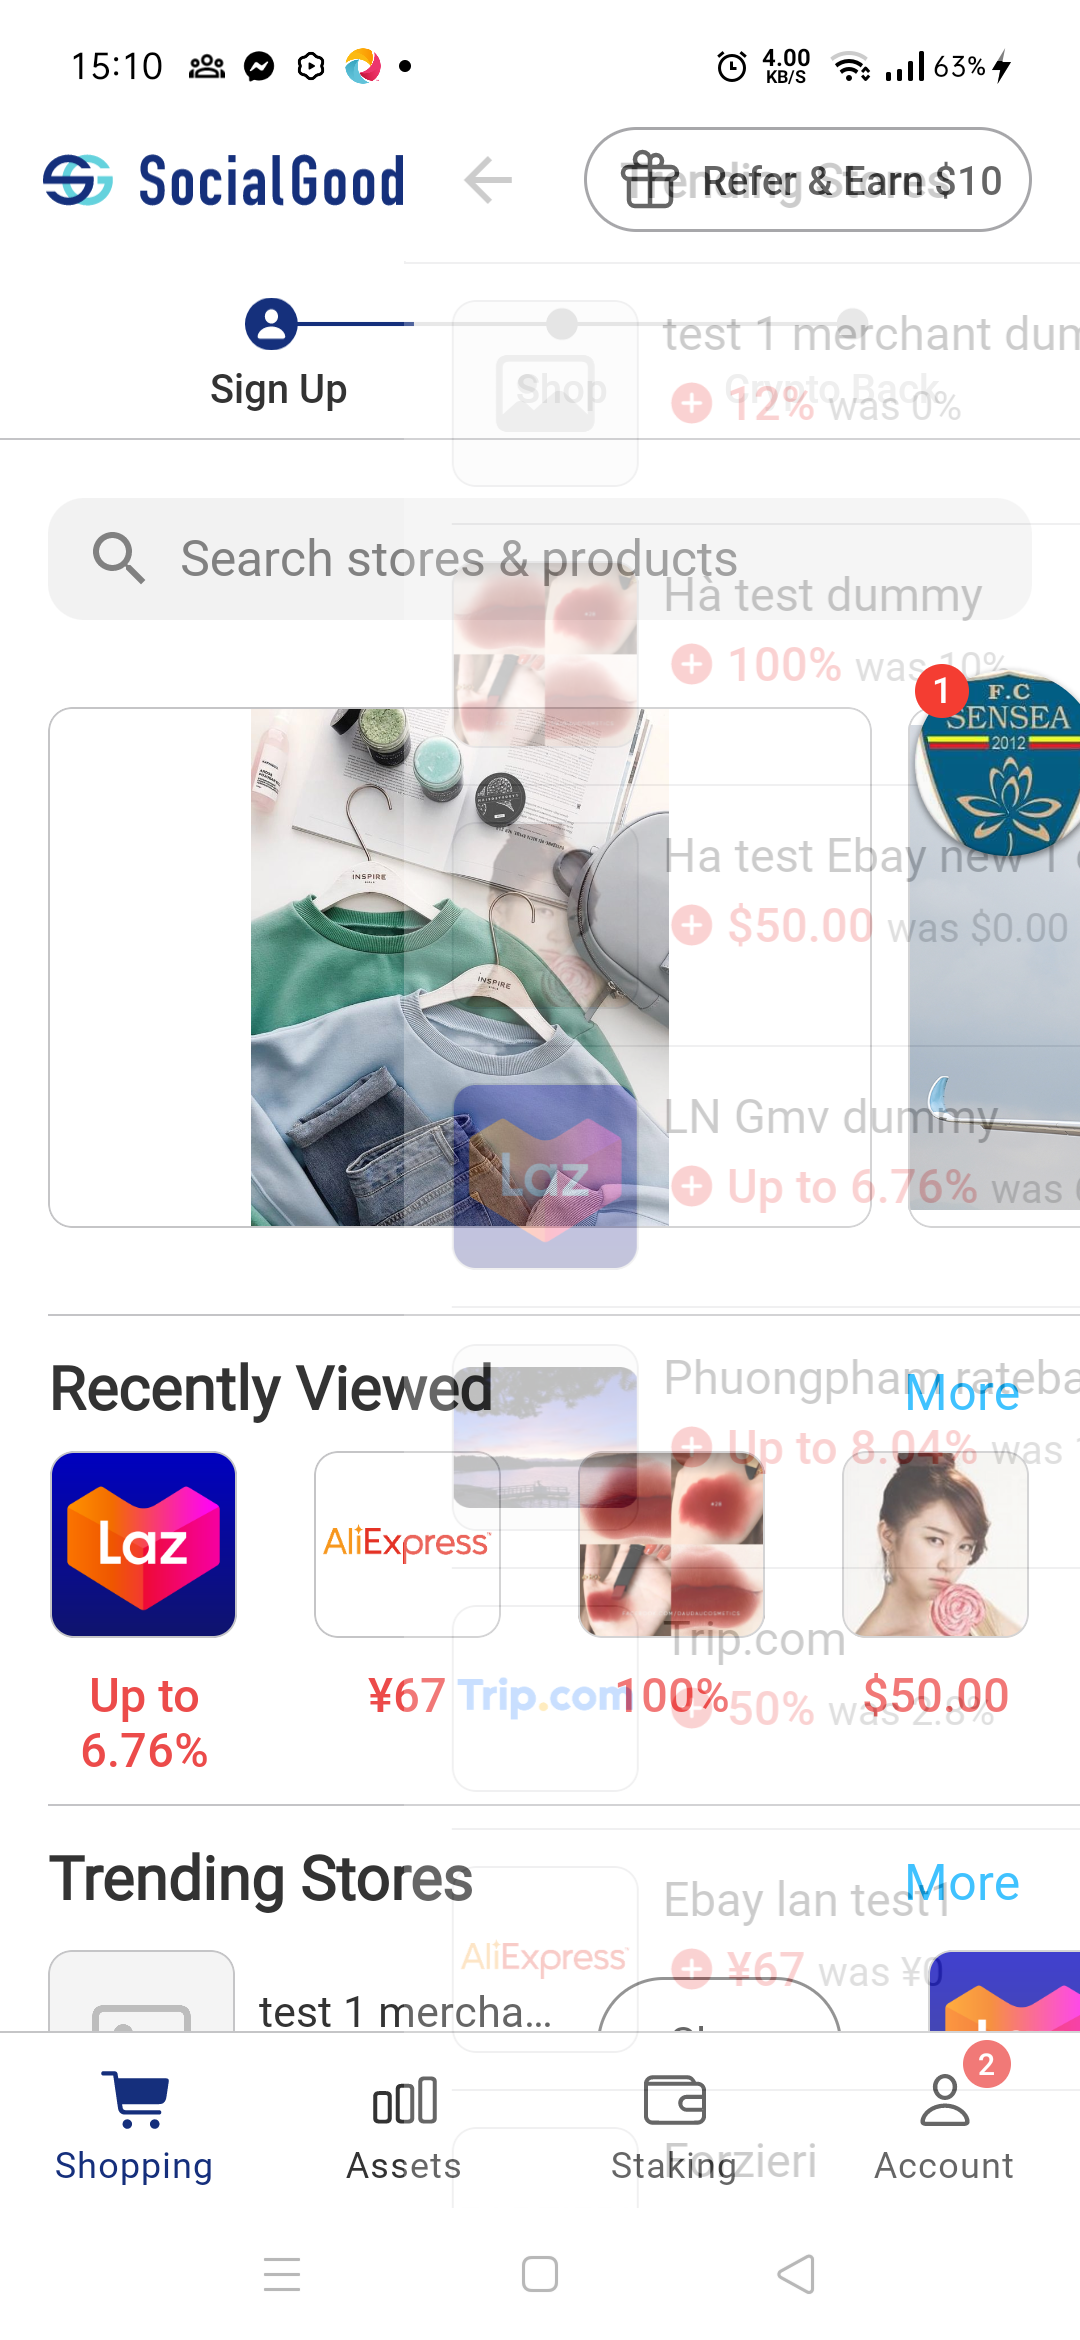 15:10
4.00
KB/S
63%
SocialGood
Refer & Earn $10
Trending Stores
Sign Up
Shop
Crypto Back
test 1 merchant dum
12% was 0%
Search stores & products
Hà test dummy
100% was 10%
1
F.C
SENSEA
2012
INSPIRE
INSPIRE
Ha test Ebay new 1
$50.00 was $0.00
LN Gmv dummy
Laz
Up to 6.76% was
Recently Viewed
More
Phuongpham rateba
Up to 8.04% was
Laz
AliExpress
Trip.com
Up to
6.76%
¥67
Trip.com
100%
$50.00
50% was 2.8%
Trending Stores
More
Ebay lan test1
AliExpress
¥67 was ¥0
test 1 mercha...
2
Shopping
Assets
Staking
Account
Forzieri